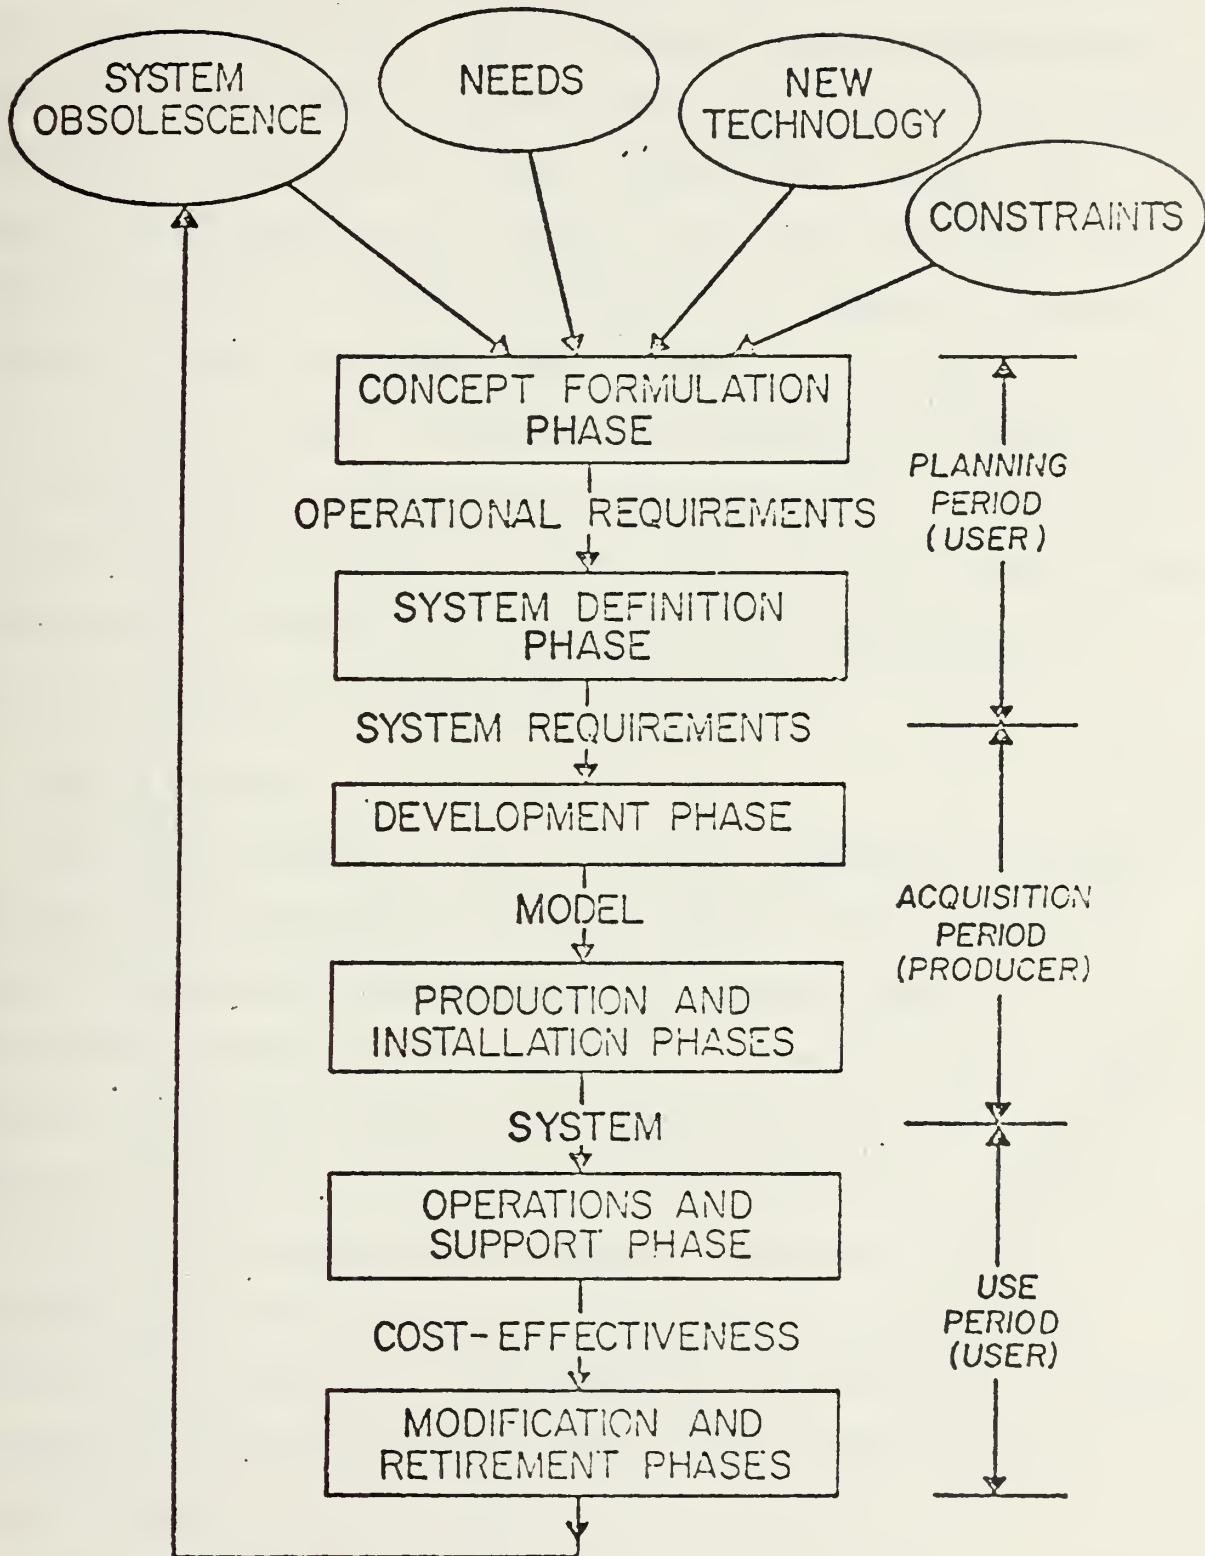 SYSTEM
OBSOLESCENCE
NEEDS
NEW
TECHNOLOGY
CONSTRAINTS
CONCEPT FORMULATION
PHASE
OPERATIONAL REQUIREMENTS
SYSTEM DEFINITION
PHASE
SYSTEM REQUIREMENTS
DEVELOPMENT PHASE
MODEL
PRODUCTION AND
INSTALLATION PHASES
SYSTEM
OPERATIONS AND
SUPPORT PHASE
COST-EFFECTIVENESS
MODIFICATION AND
RETIREMENT PHASES
PLANNING
PERIOD
(USER)
ACQUISITION
PERIOD
(PRODUCER)
USE
PERIOD
(USER)